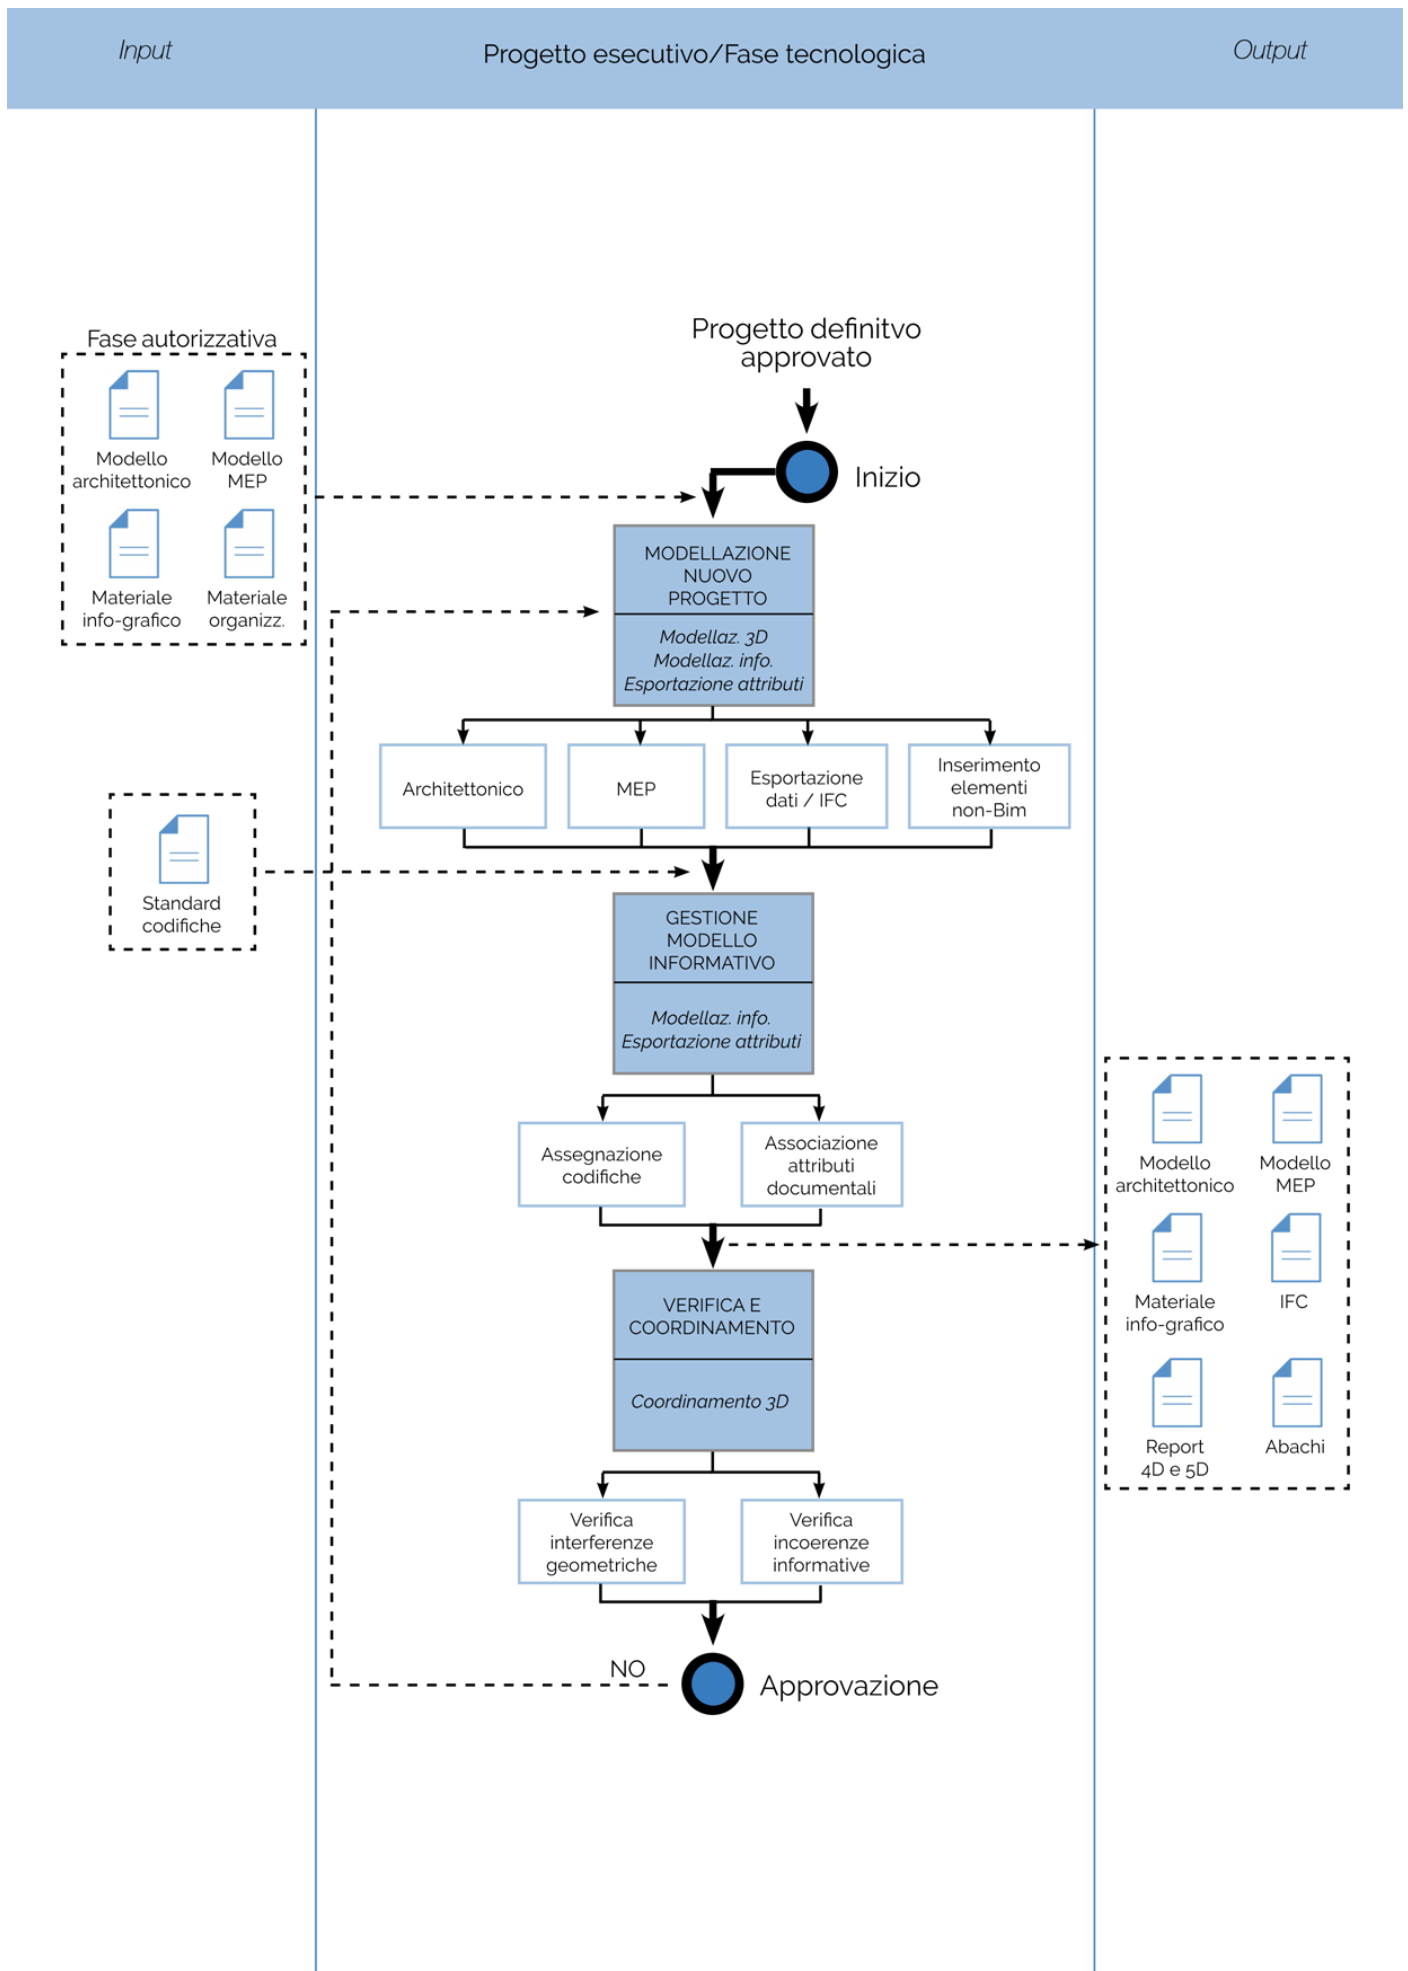 Input
Progetto esecutivo/Fase tecnologica
Output
Fase autorizzativa
Modello
architettonico
Modello
MEP
Materiale
info-grafico
Materiale
organizz.
Progetto definitvo
approvato
Inizio
MODELLAZIONE
NUOVO
PROGETTO
Modellaz. 3D
Modellaz. info.
Esportazione attributi
Architettonico
MEP
Esportazione
dati / IFC
Inserimento
elementi
non-Bim
Standard
codifiche
GESTIONE
MODELLO
INFORMATIVO
Modellaz. info.
Esportazione attributi
Assegnazione
codifiche
Associazione
attributi
documentali
Modello
architettonico
Modello
MEP
Materiale
info-grafico
IFC
Report
4D e 5D
Abachi
VERIFICA E
COORDINAMENTO
Coordinamento 3D
Verifica
interferenze
geometriche
Verifica
incoerenze
informative
NO
Approvazione